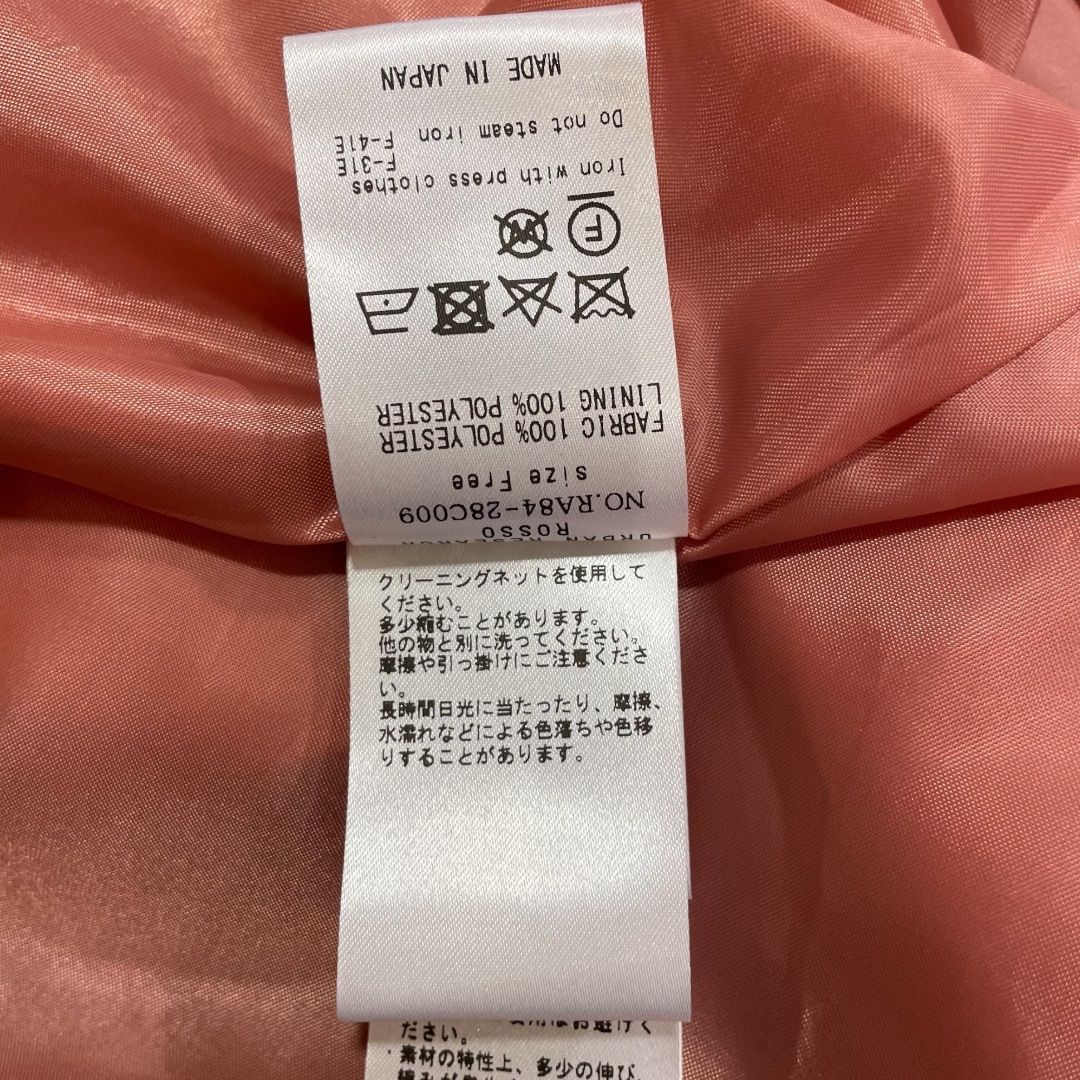 URBAN RESEARCH
ROSSO
NO.RA84-28C009
Size Free
FABRIC 100% POLYESTER
LINING 100% POLYESTER
F
W
Iron with press clothes
F-31E
Do not steam iron F-41E
MADE IN JAPAN
クリーニングネットを使用して
ください。
多少縮むことがあります。
他の物と別に洗ってください。
摩擦や引っ掛けにご注意くださ
い。
長時間日光に当たったり、摩擦、
水濡れなどによる色落ちや色移
りすることがあります。
はお避けく
ださい。
・素材の特性上、多少の伸び、